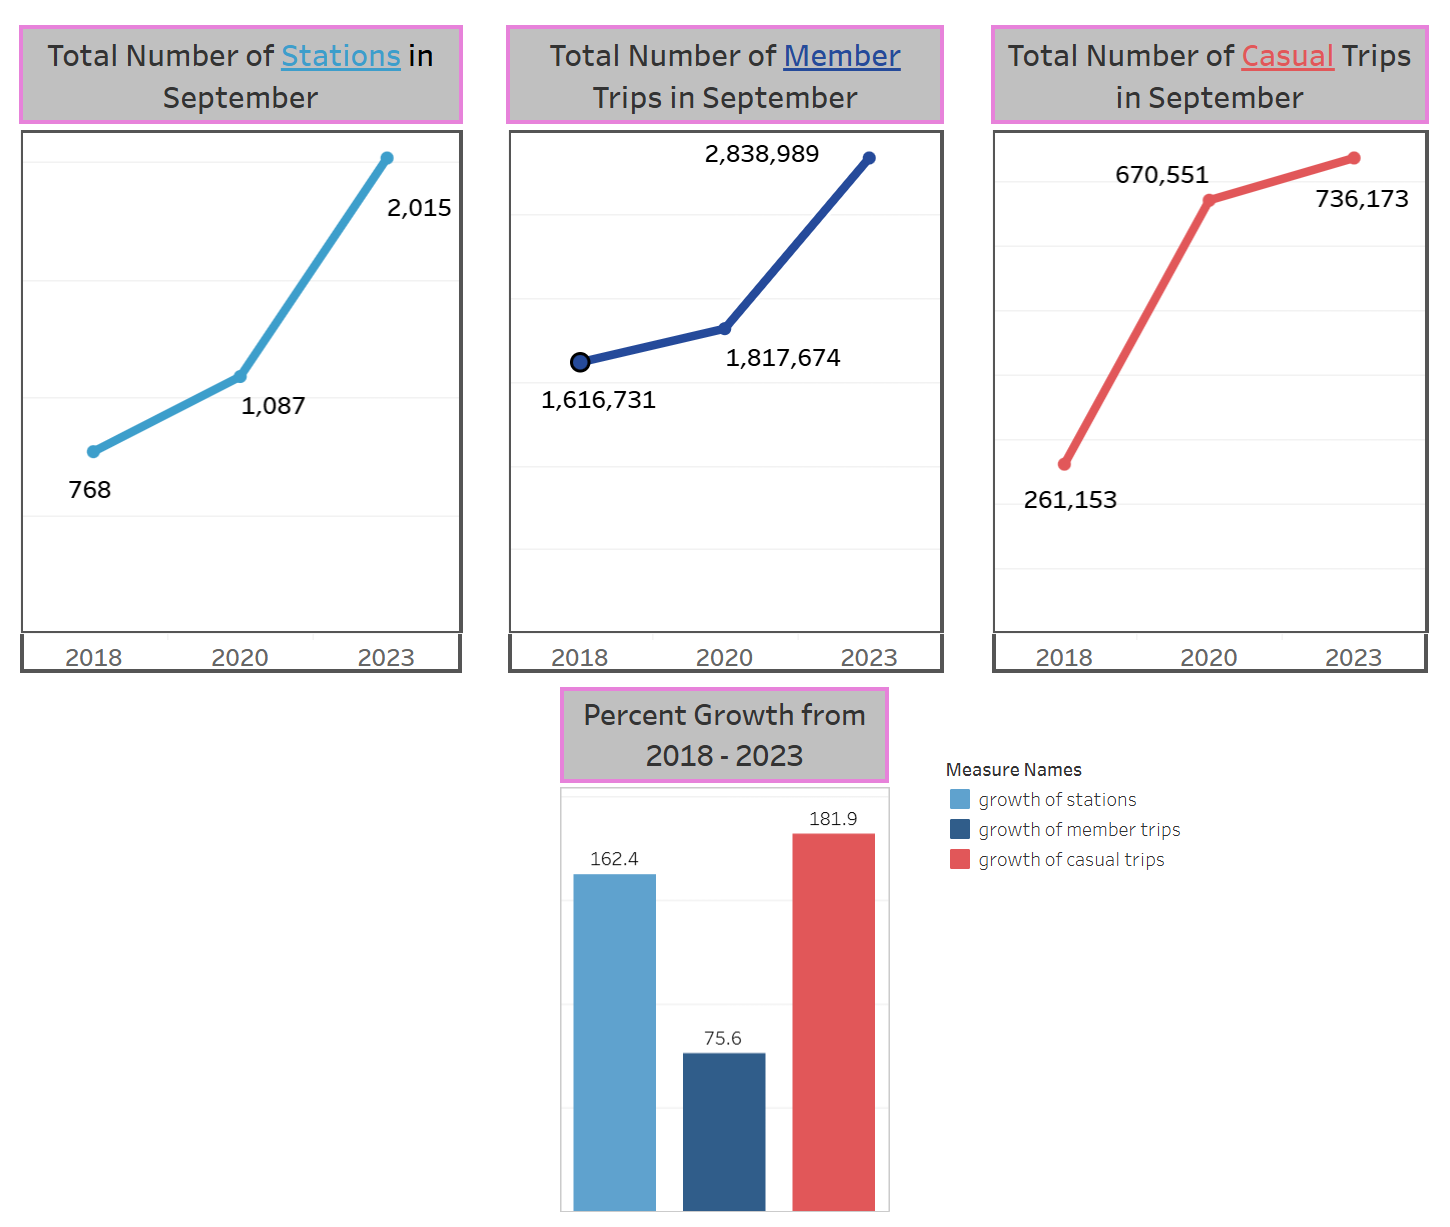 Total Number of Stations in
September
768
1,087
2,015
2018 2020 2023
Total Number of Member
Trips in September
2,838,989
1,817,674
1,616,731
2018 2020 2023
Total Number of Casual Trips
in September
670,551
736,173
261,153
2018 2020 2023
Percent Growth from
2018 - 2023
162.4
75.6
181.9
Measure Names
growth of stations
growth of member trips
growth of casual trips